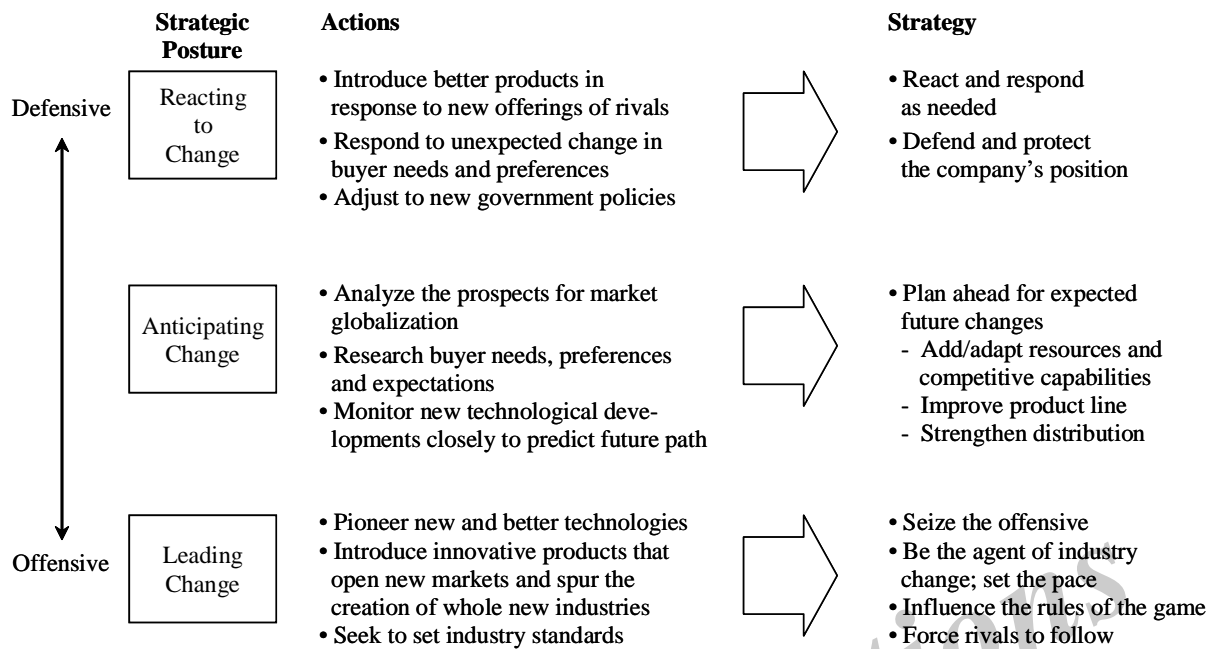 Strategic
Posture
Actions
Strategy
Defensive
Reacting
to
Change
• Introduce better products in
response to new offerings of rivals
• Respond to unexpected change in
buyer needs and preferences
• Adjust to new government policies
• React and respond
as needed
• Defend and protect
the company's position
Anticipating
Change
• Analyze the prospects for market
globalization
• Research buyer needs, preferences
and expectations
• Monitor new technological deve-
lopments closely to predict future path
• Plan ahead for expected
future changes
- Add/adapt resources and
competitive capabilities
- Improve product line
- Strengthen distribution
Offensive
Leading
Change
• Pioneer new and better technologies
• Introduce innovative products that
open new markets and spur the
creation of whole new industries
• Seek to set industry standards
• Seize the offensive
• Be the agent of industry
change; set the pace
• Influence the rules of the game
• Force rivals to follow